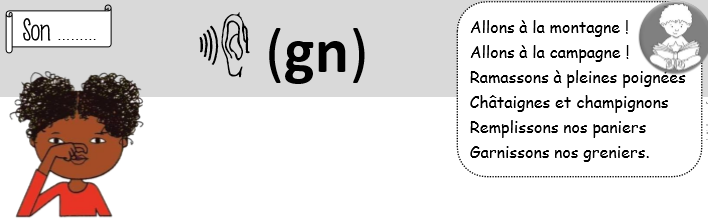 Son .........
(gn)
Allons à la montagne !
Allons à la campagne !
Ramassons à pleines poignées
Châtaignes et champignons
Remplissons nos paniers
Garnissons nos greniers.